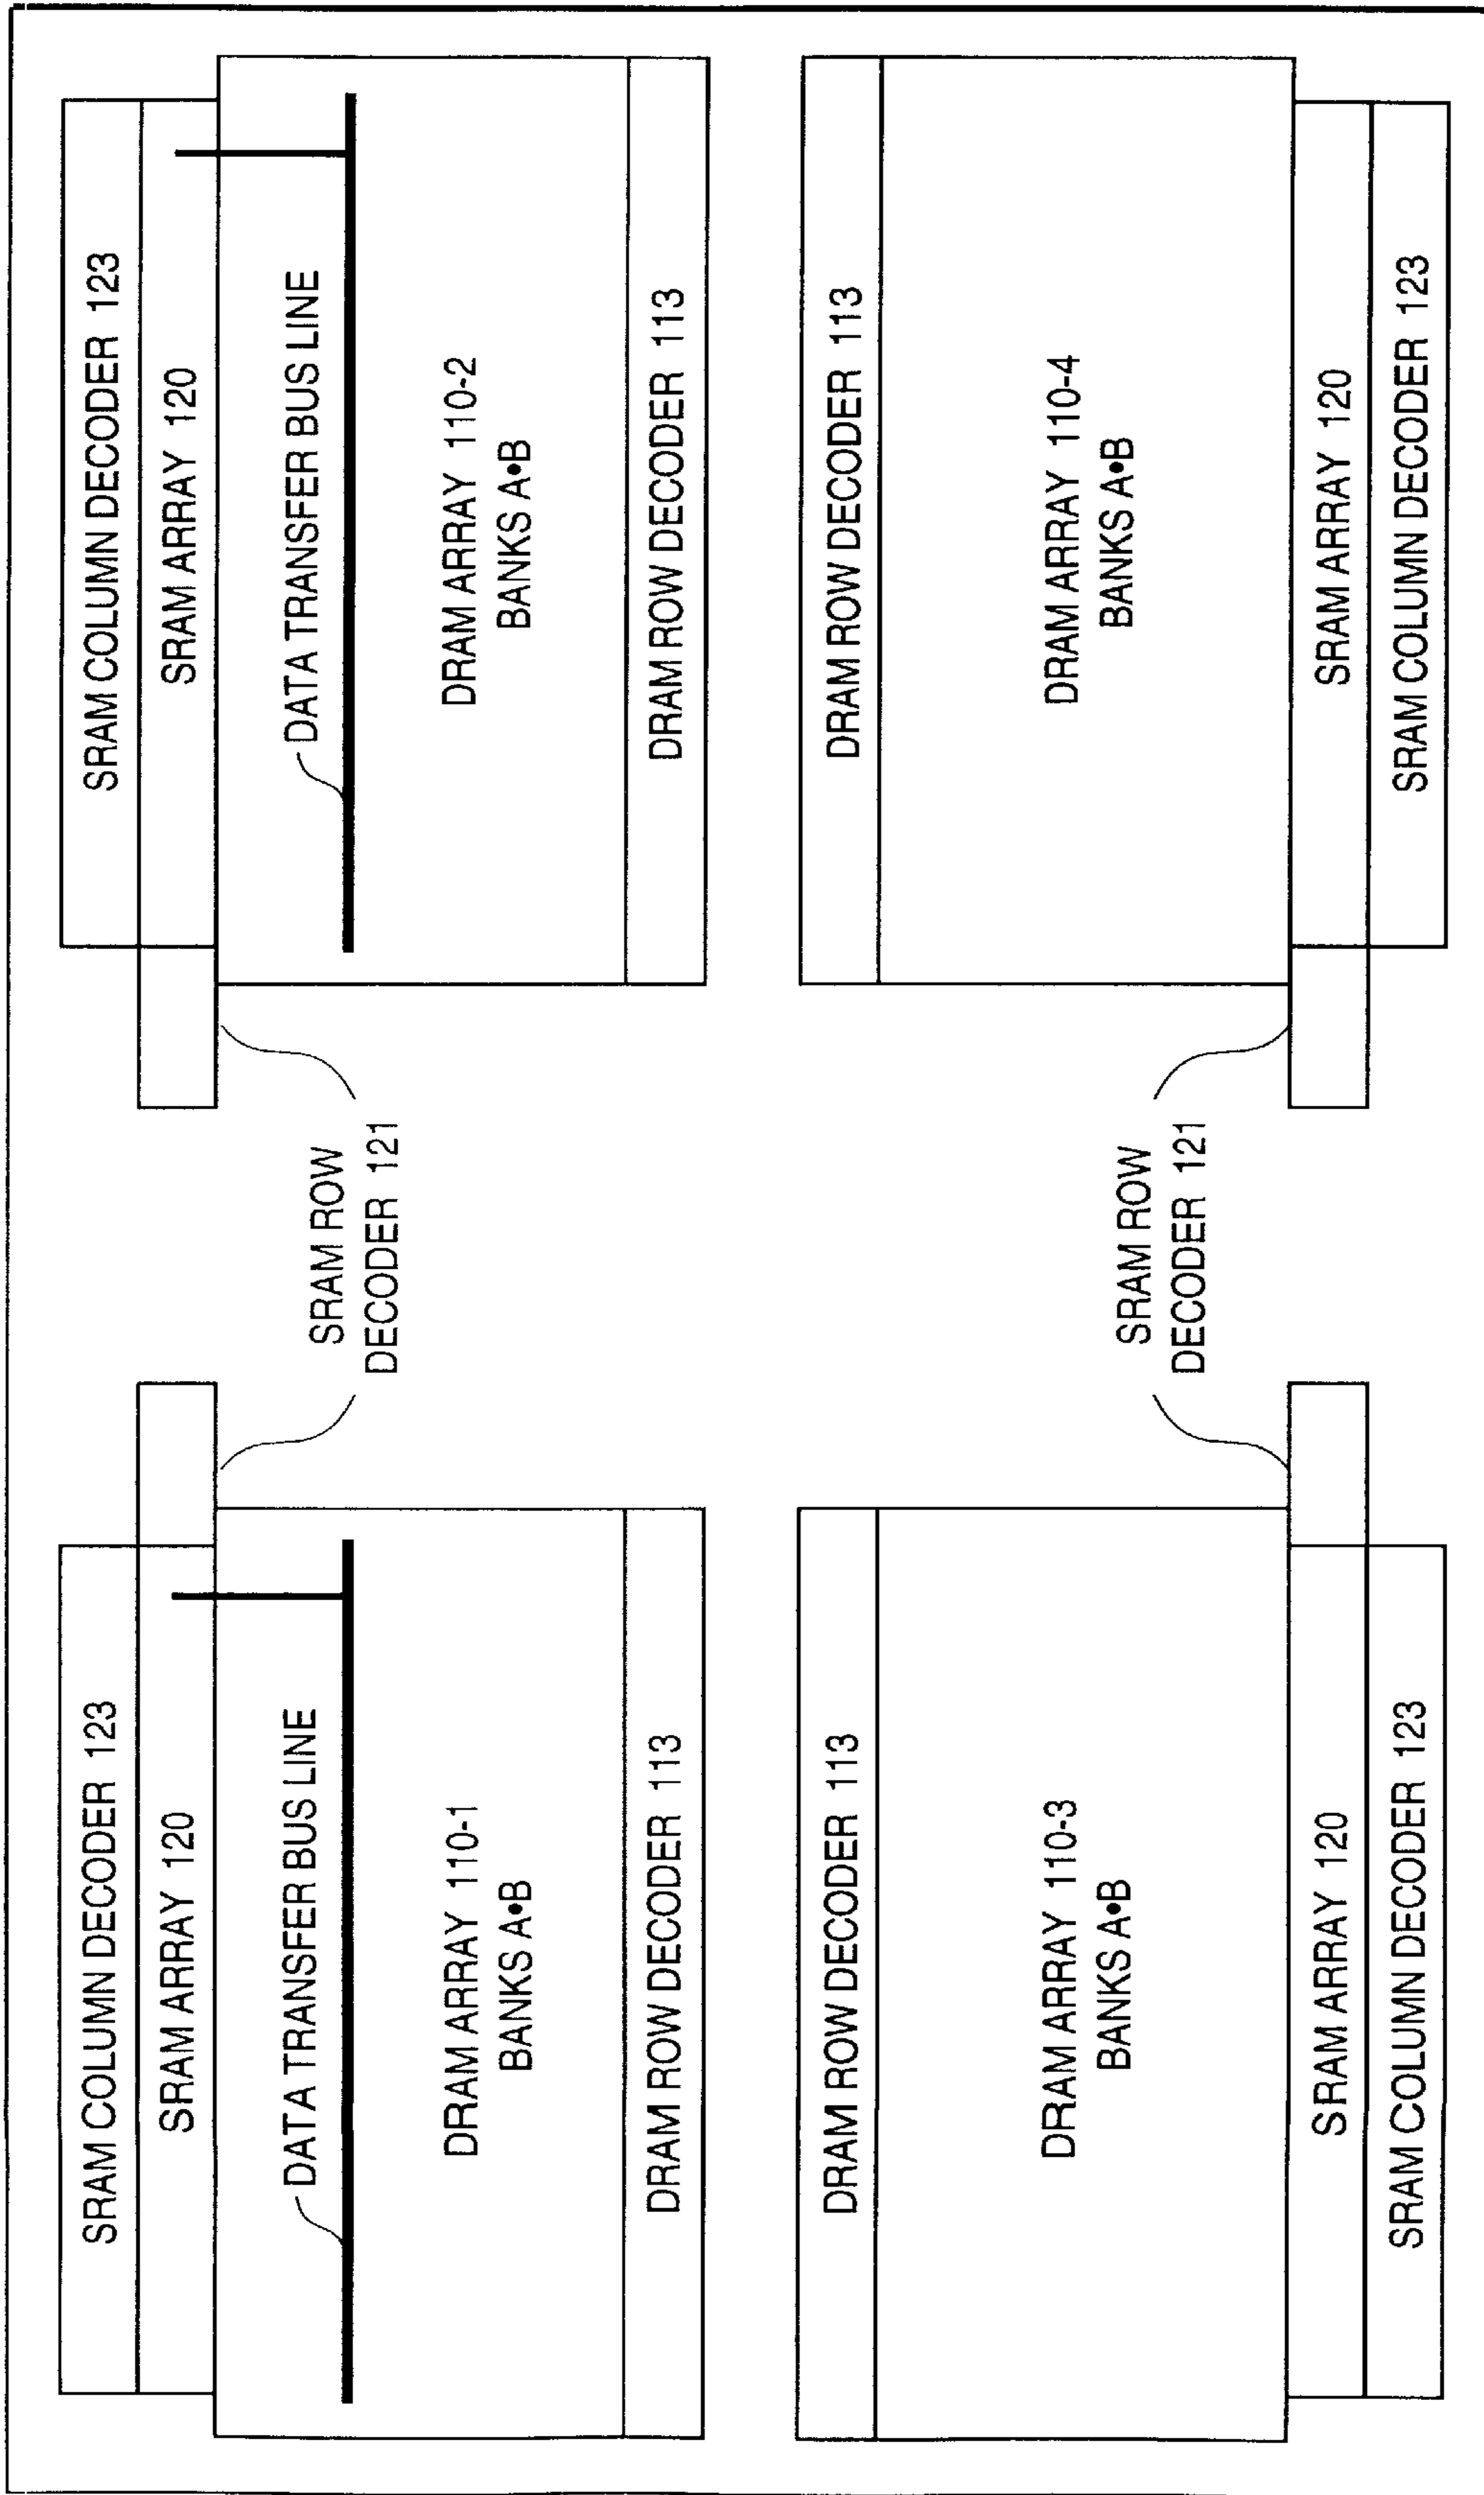 SRAM COLUMN DECODER 123
SRAM ARRAY 120
DATA TRANSFER BUS LINE
DRAM ARRAY 110-1
BANKS A•B
DRAM ROW DECODER 113
SRAM ROW
DECODER 121
SRAM COLUMN DECODER 123
SRAM ARRAY 120
DATA TRANSFER BUS LINE
DRAM ARRAY 110-2
BANKS A•B
DRAM ROW DECODER 113
DRAM ROW DECODER 113
DRAM ARRAY 110-3
BANKS A•B
SRAM ARRAY 120
SRAM COLUMN DECODER 123
SRAM ROW
DECODER 121
DRAM ROW DECODER 113
DRAM ARRAY 110-4
BANKS A•B
SRAM ARRAY 120
SRAM COLUMN DECODER 123